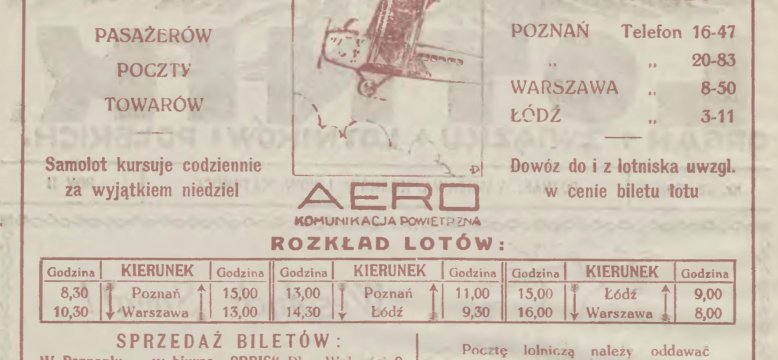 PASAŻERÓW
POCZTY
TOWARÓW
Samolot kursuje codziennie
za wyjątkiem niedziel
AERO
KOMUNIKACJA POWIETRZNA
POZNAŃ Telefon 16-47
„ „ 20-83
WARSZAWA „ 8-50
ŁÓDŹ „ 3-11
Dowóz do i z lotniska uwzgl.
w cenie biletu lotu
ROZKŁAD LOTÓW:
Godzina KIERUNEK Godzina Godzina KIERUNEK Godzina Godzina KIERUNEK Godzina
8,30 Poznań 15,00 13,00 Poznań 11,00 15,00 Łódź 9,00
10,30 Warszawa 13,00 14,30 Łódź 9,30 16,00 Warszawa 8,00
SPRZEDAŻ BILETÓW:
W Poznaniu w biurze ORBIS
Pocztę lotniczą należy oddawać